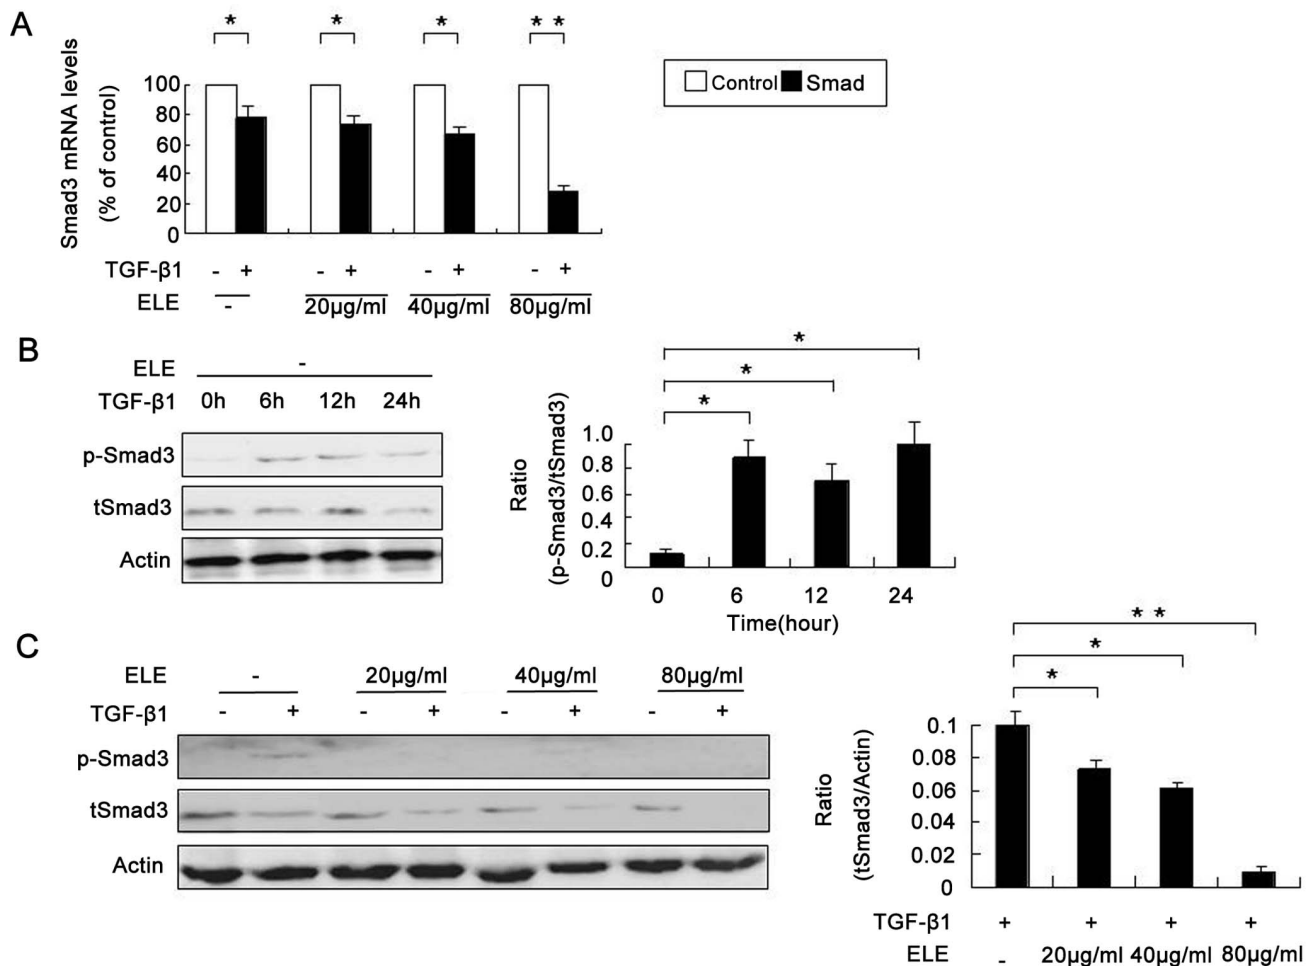 A
* * * * *
Smad3 mRNA levels
(% of control)
100
80
60
40
20
0
Control Smad
TGF-β1 - + - + - + - +
ELE - 20µg/ml 40µg/ml 80µg/ml
B
ELE -
TGF-β1 0h 6h 12h 24h
p-Smad3
tSmad3
Actin
*
*
*
Ratio
(p-Smad3/tSmad3)
1.0
0.8
0.6
0.4
0.2
0
0 6 12 24
Time(hour)
C
ELE - 20µg/ml 40µg/ml 80µg/ml
TGF-β1 - + - + - + - +
p-Smad3
tSmad3
Actin
* *
*
*
Ratio
(tSmad3/Actin)
0.1
0.08
0.06
0.04
0.02
0
TGF-β1 + + + +
ELE - 20µg/ml 40µg/ml 80µg/ml